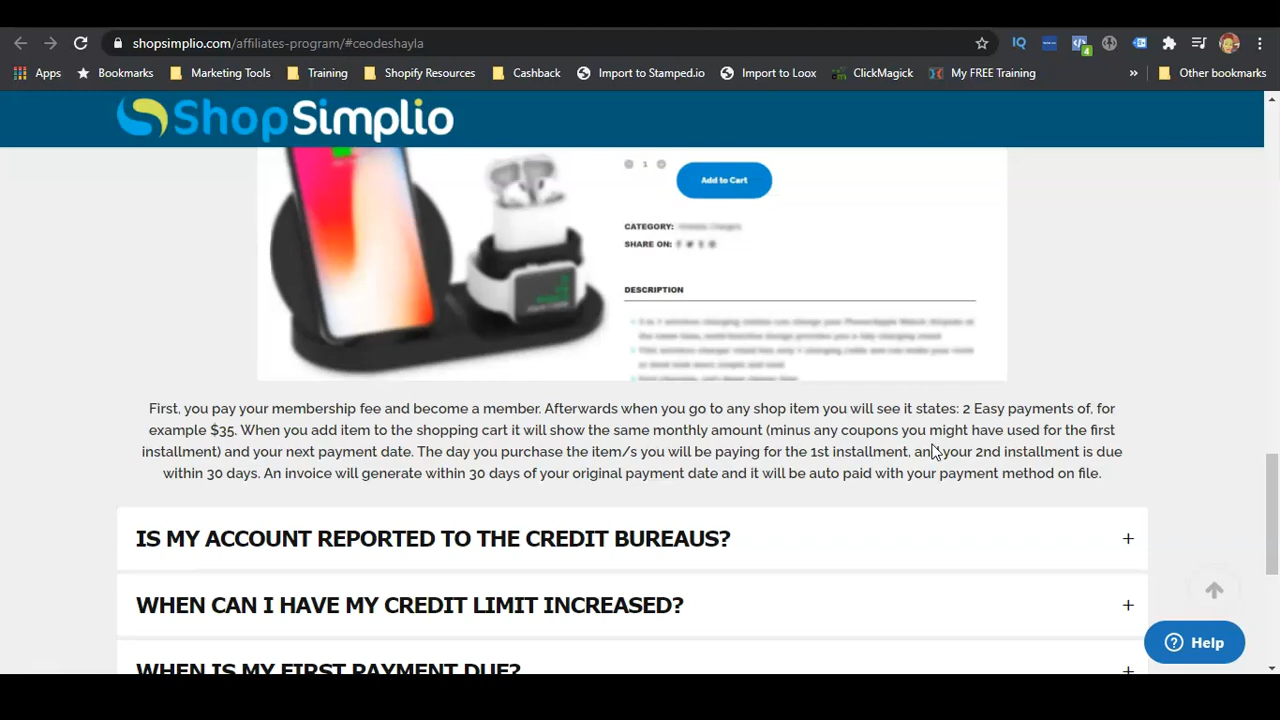 shopsimplio.com/affiliates-program/#ceodeshayla
IQ
4
Apps Bookmarks Marketing Tools Training Shopify Resources Cashback Import to Stamped.io Import to Loox ClickMagick My FREE Training » Other bookmarks
ShopSimplio
1 Add to Cart
CATEGORY:
SHARE ON:
DESCRIPTION
First, you pay your membership fee and become a member. Afterwards when you go to any shop item you will see it states: 2 Easy payments of, for
example $35. When you add item to the shopping cart it will show the same monthly amount (minus any coupons you might have used for the first
installment) and your next payment date. The day you purchase the item/s you will be paying for the 1st installment, and your 2nd installment is due
within 30 days. An invoice will generate within 30 days of your original payment date and it will be auto paid with your payment method on file.
IS MY ACCOUNT REPORTED TO THE CREDIT BUREAUS? +
WHEN CAN I HAVE MY CREDIT LIMIT INCREASED? +
WHEN IS MY FIRST PAYMENT DUE? +
Help